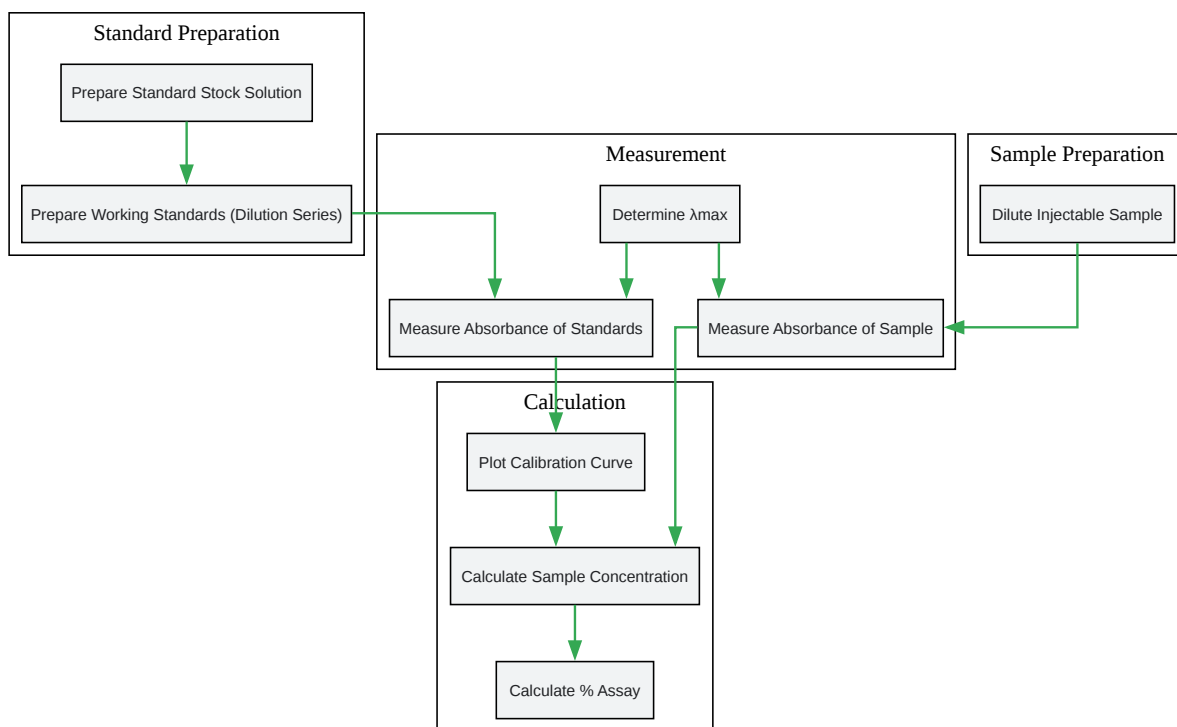 Standard Preparation
Prepare Standard Stock Solution
Prepare Working Standards (Dilution Series)
Measurement
Determine λmax
Measure Absorbance of Standards
Measure Absorbance of Sample
Sample Preparation
Dilute Injectable Sample
Calculation
Plot Calibration Curve
Calculate Sample Concentration
Calculate % Assay